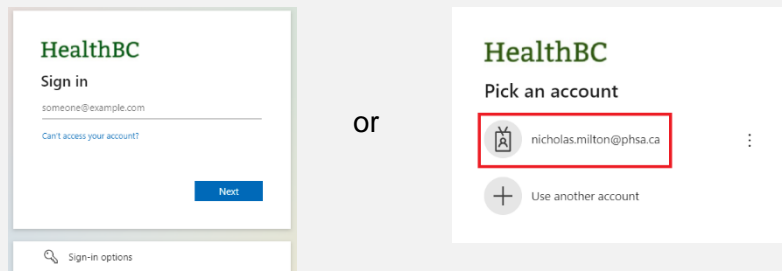 HealthBC
Sign in
someone@example.com
Can't access your account?
Next
Sign-in options
or
HealthBC
Pick an account
nicholas.milton@phsa.ca
Use another account